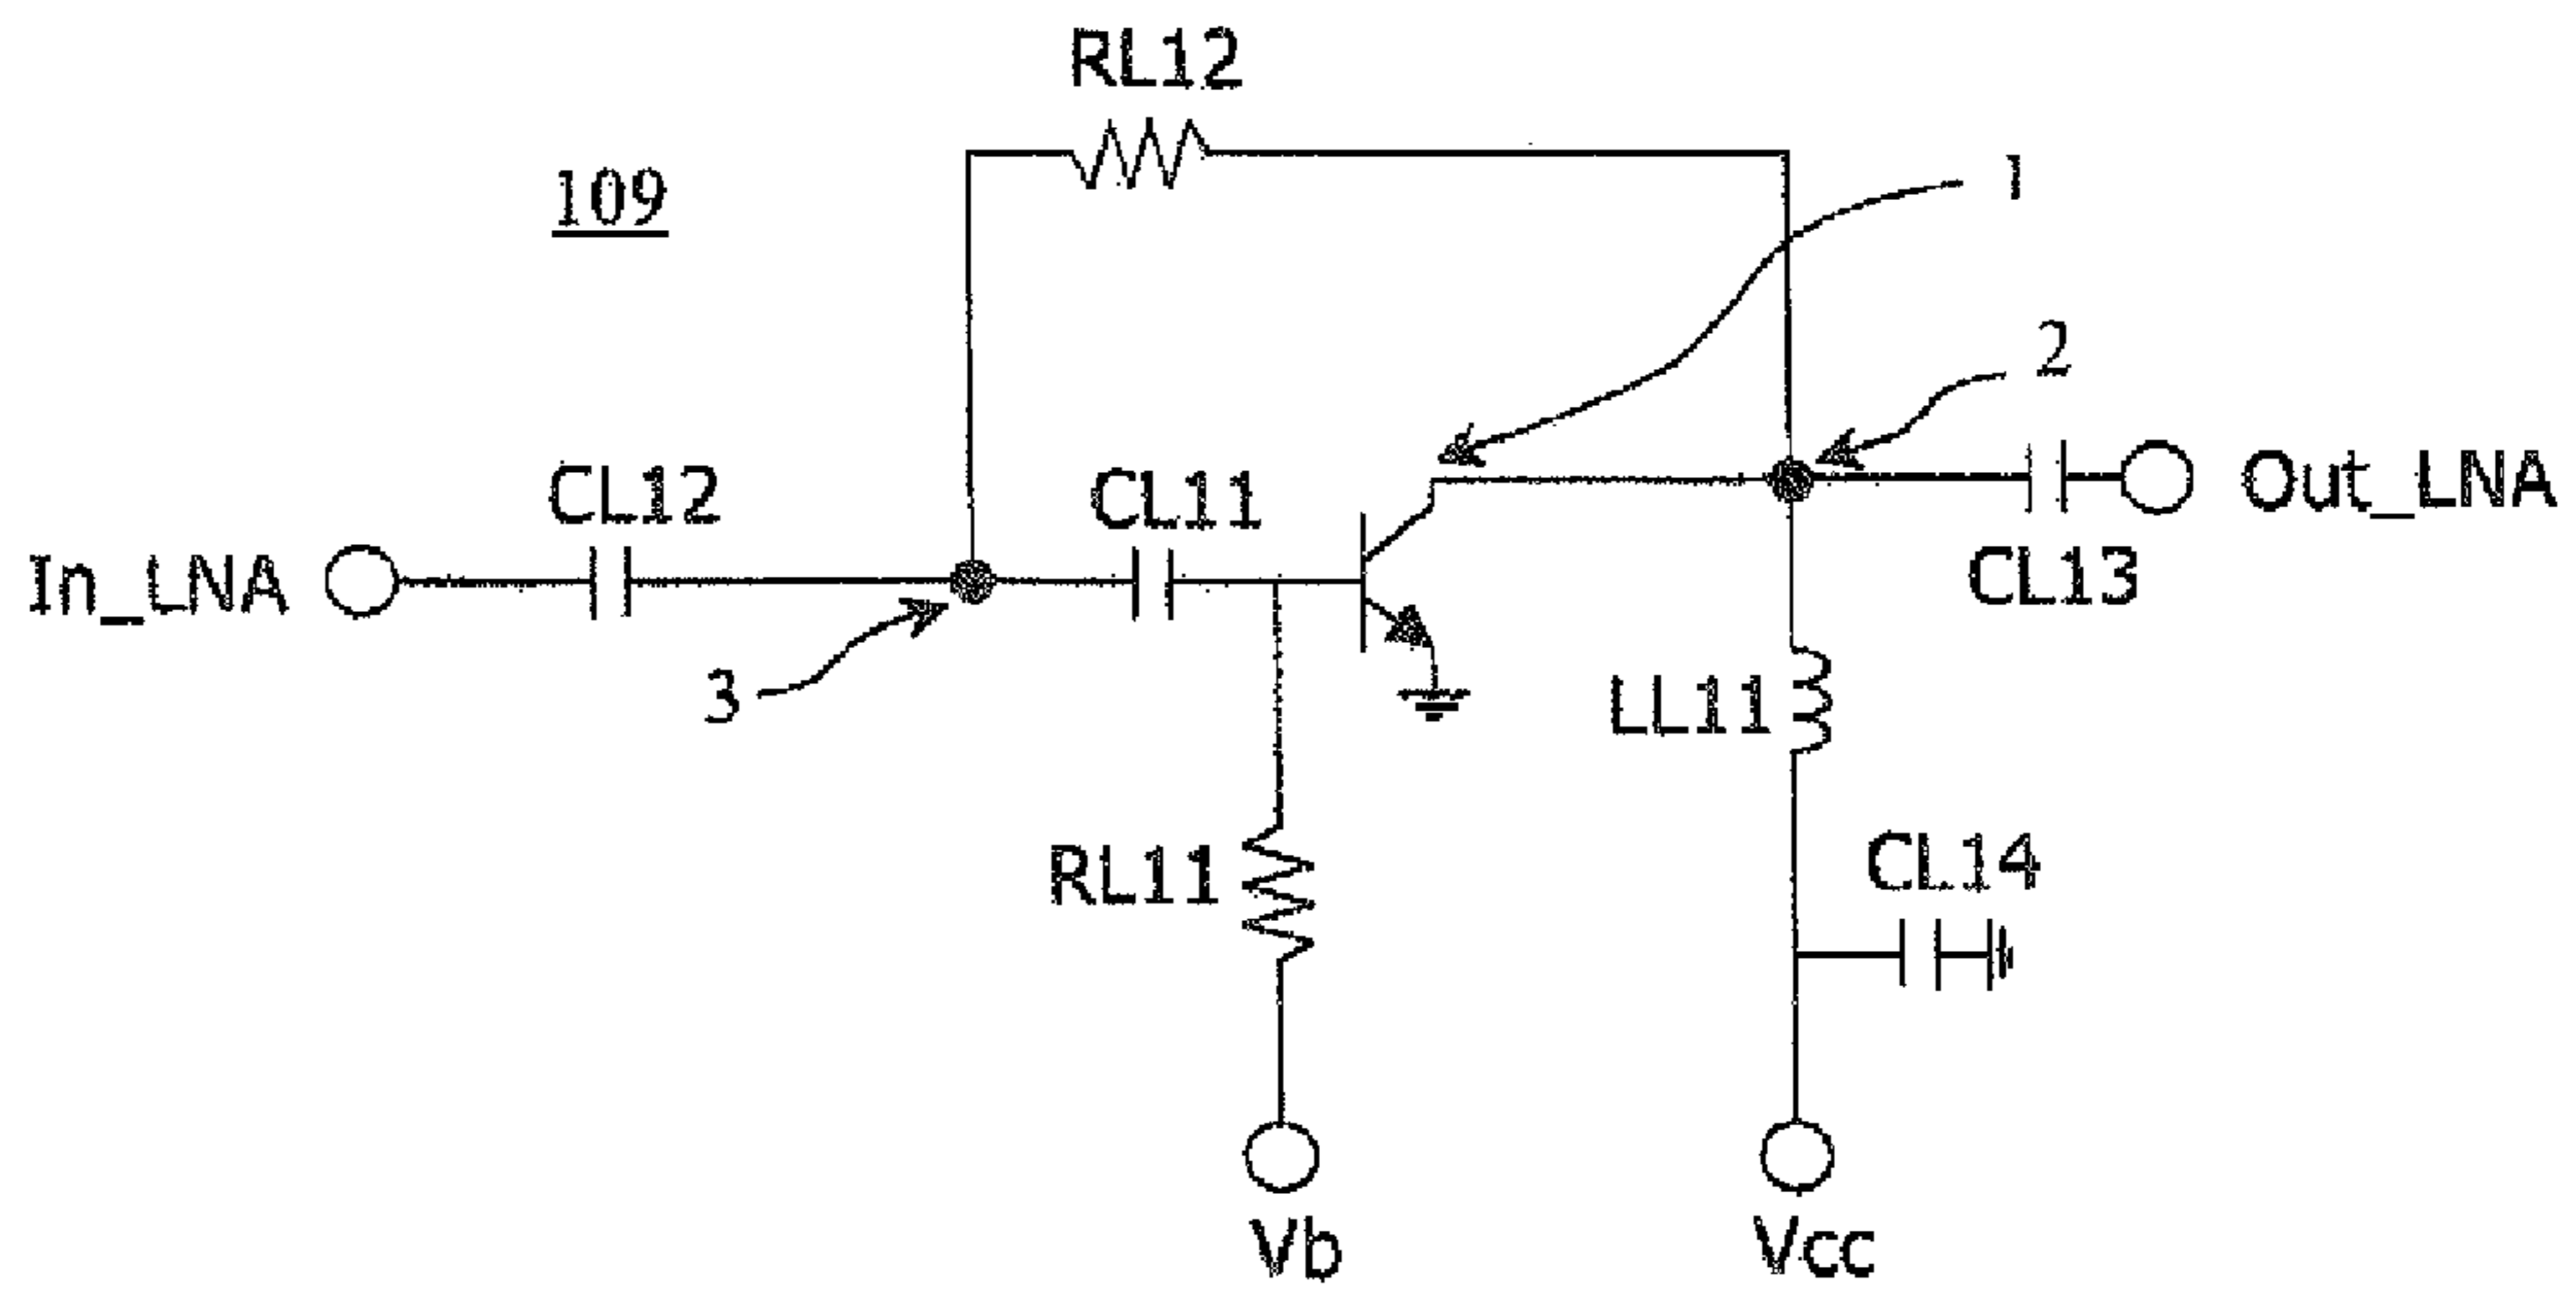 RL12
109
1
2
CL12
CL11
In_LNA
Out_LNA
CL13
3
LL11
RL11
CL14
Vb
Vcc